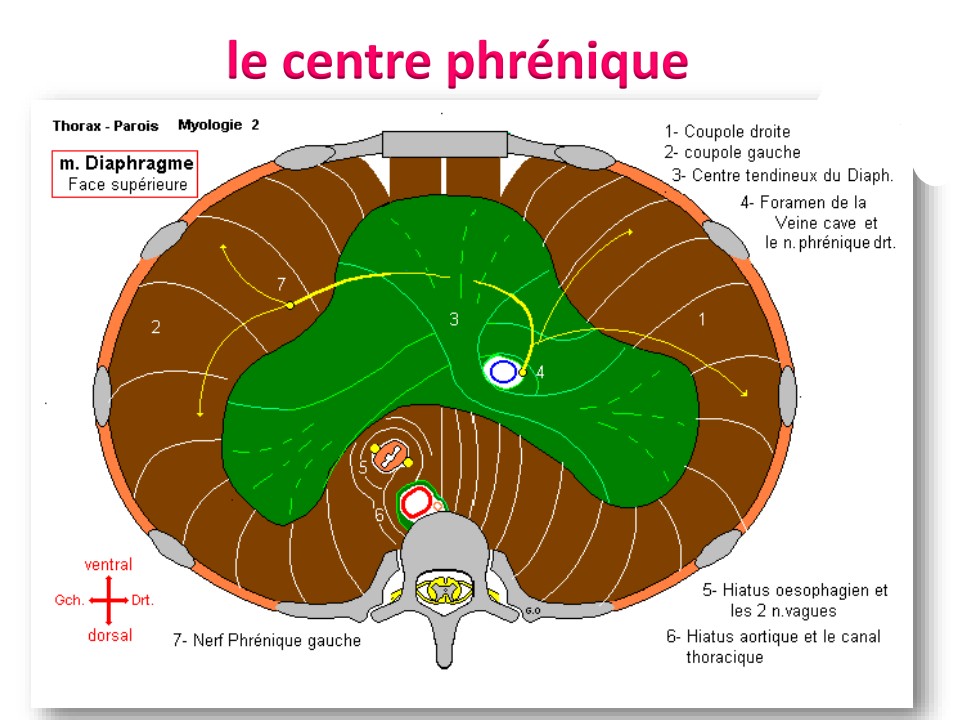 le centre phrénique
Thorax - Parois Myologie 2
m. Diaphragme
Face supérieure
1- Coupole droite
2- coupole gauche
3- Centre tendineux du Diaph.
4- Foramen de la
Veine cave et
le n. phrénique drt.
7
2
3
1
4
5
6
ventral
Gch. Drt.
dorsal
G.O
7- Nerf Phrénique gauche
5- Hiatus oesophagien et
les 2 n.vagues
6- Hiatus aortique et le canal
thoracique